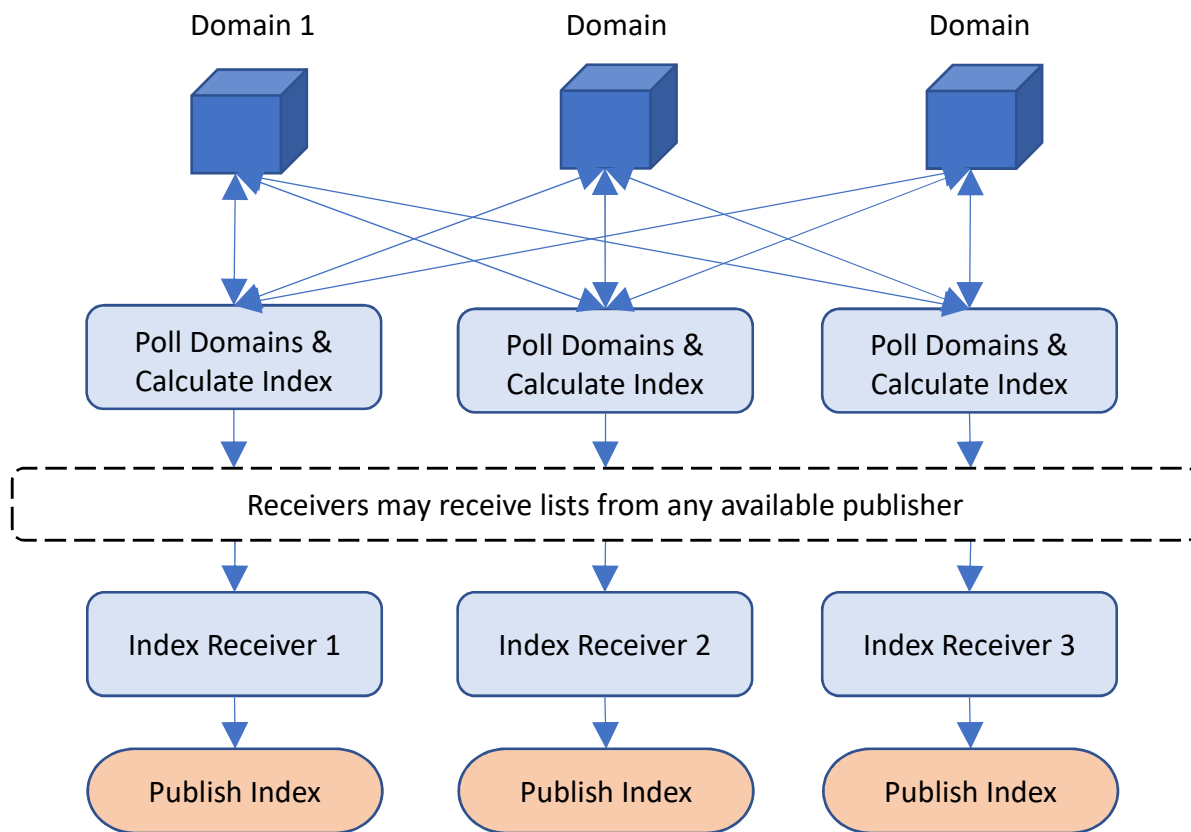 Domain 1
Domain
Domain
Poll Domains &
Calculate Index
Poll Domains &
Calculate Index
Poll Domains &
Calculate Index
Receivers may receive lists from any available publisher
Index Receiver 1
Index Receiver 2
Index Receiver 3
Publish Index
Publish Index
Publish Index